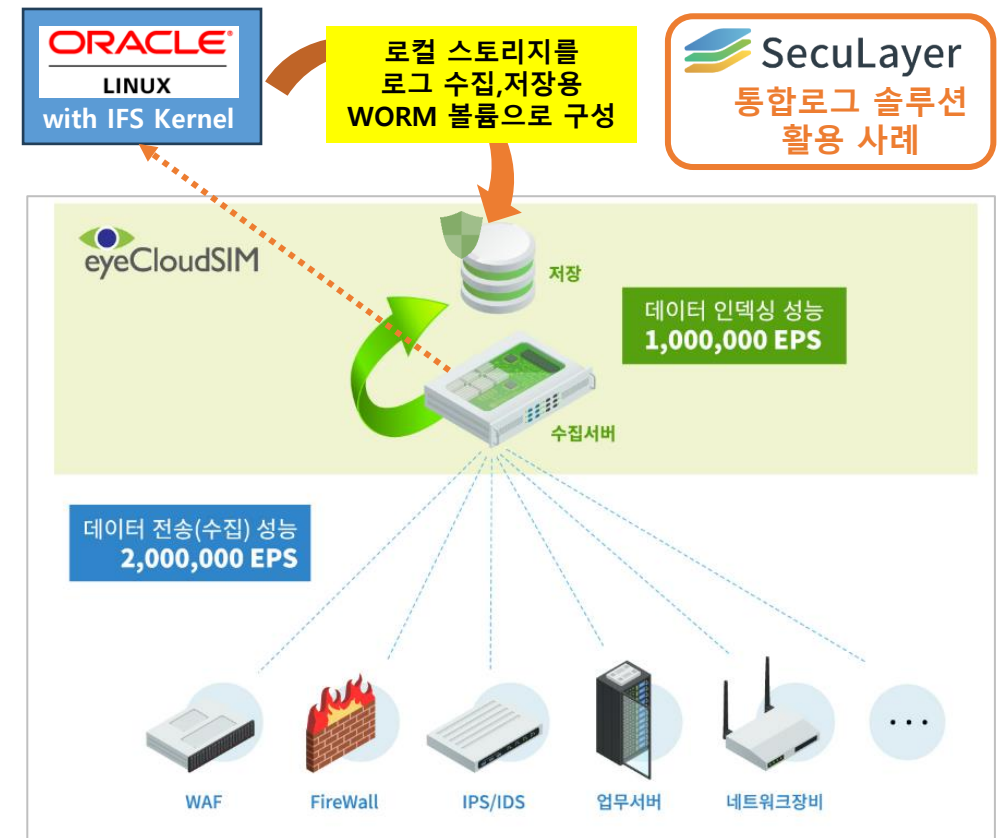 ORACLE®
LINUX
with IFS Kernel
로컬 스토리지를
로그 수집,저장용
WORM 볼륨으로 구성
SecuLayer
통합로그 솔루션
활용 사례
eyeCloudSIM
저장
데이터 인덱싱 성능
1,000,000 EPS
수집서버
데이터 전송(수집) 성능
2,000,000 EPS
WAF
FireWall
IPS/IDS
업무서버
네트워크장비
...